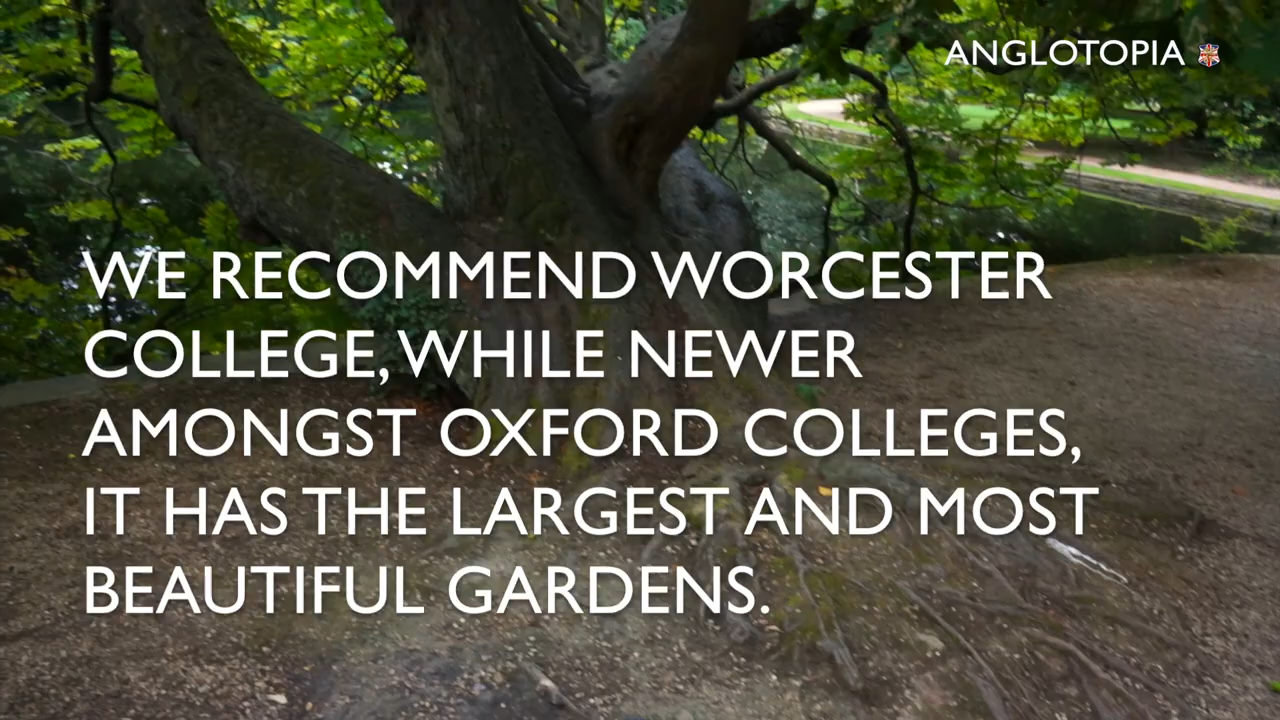 ANGLOTOPIA
WE RECOMMEND WORCESTER
COLLEGE, WHILE NEWER
AMONGST OXFORD COLLEGES,
IT HAS THE LARGEST AND MOST
BEAUTIFUL GARDENS.